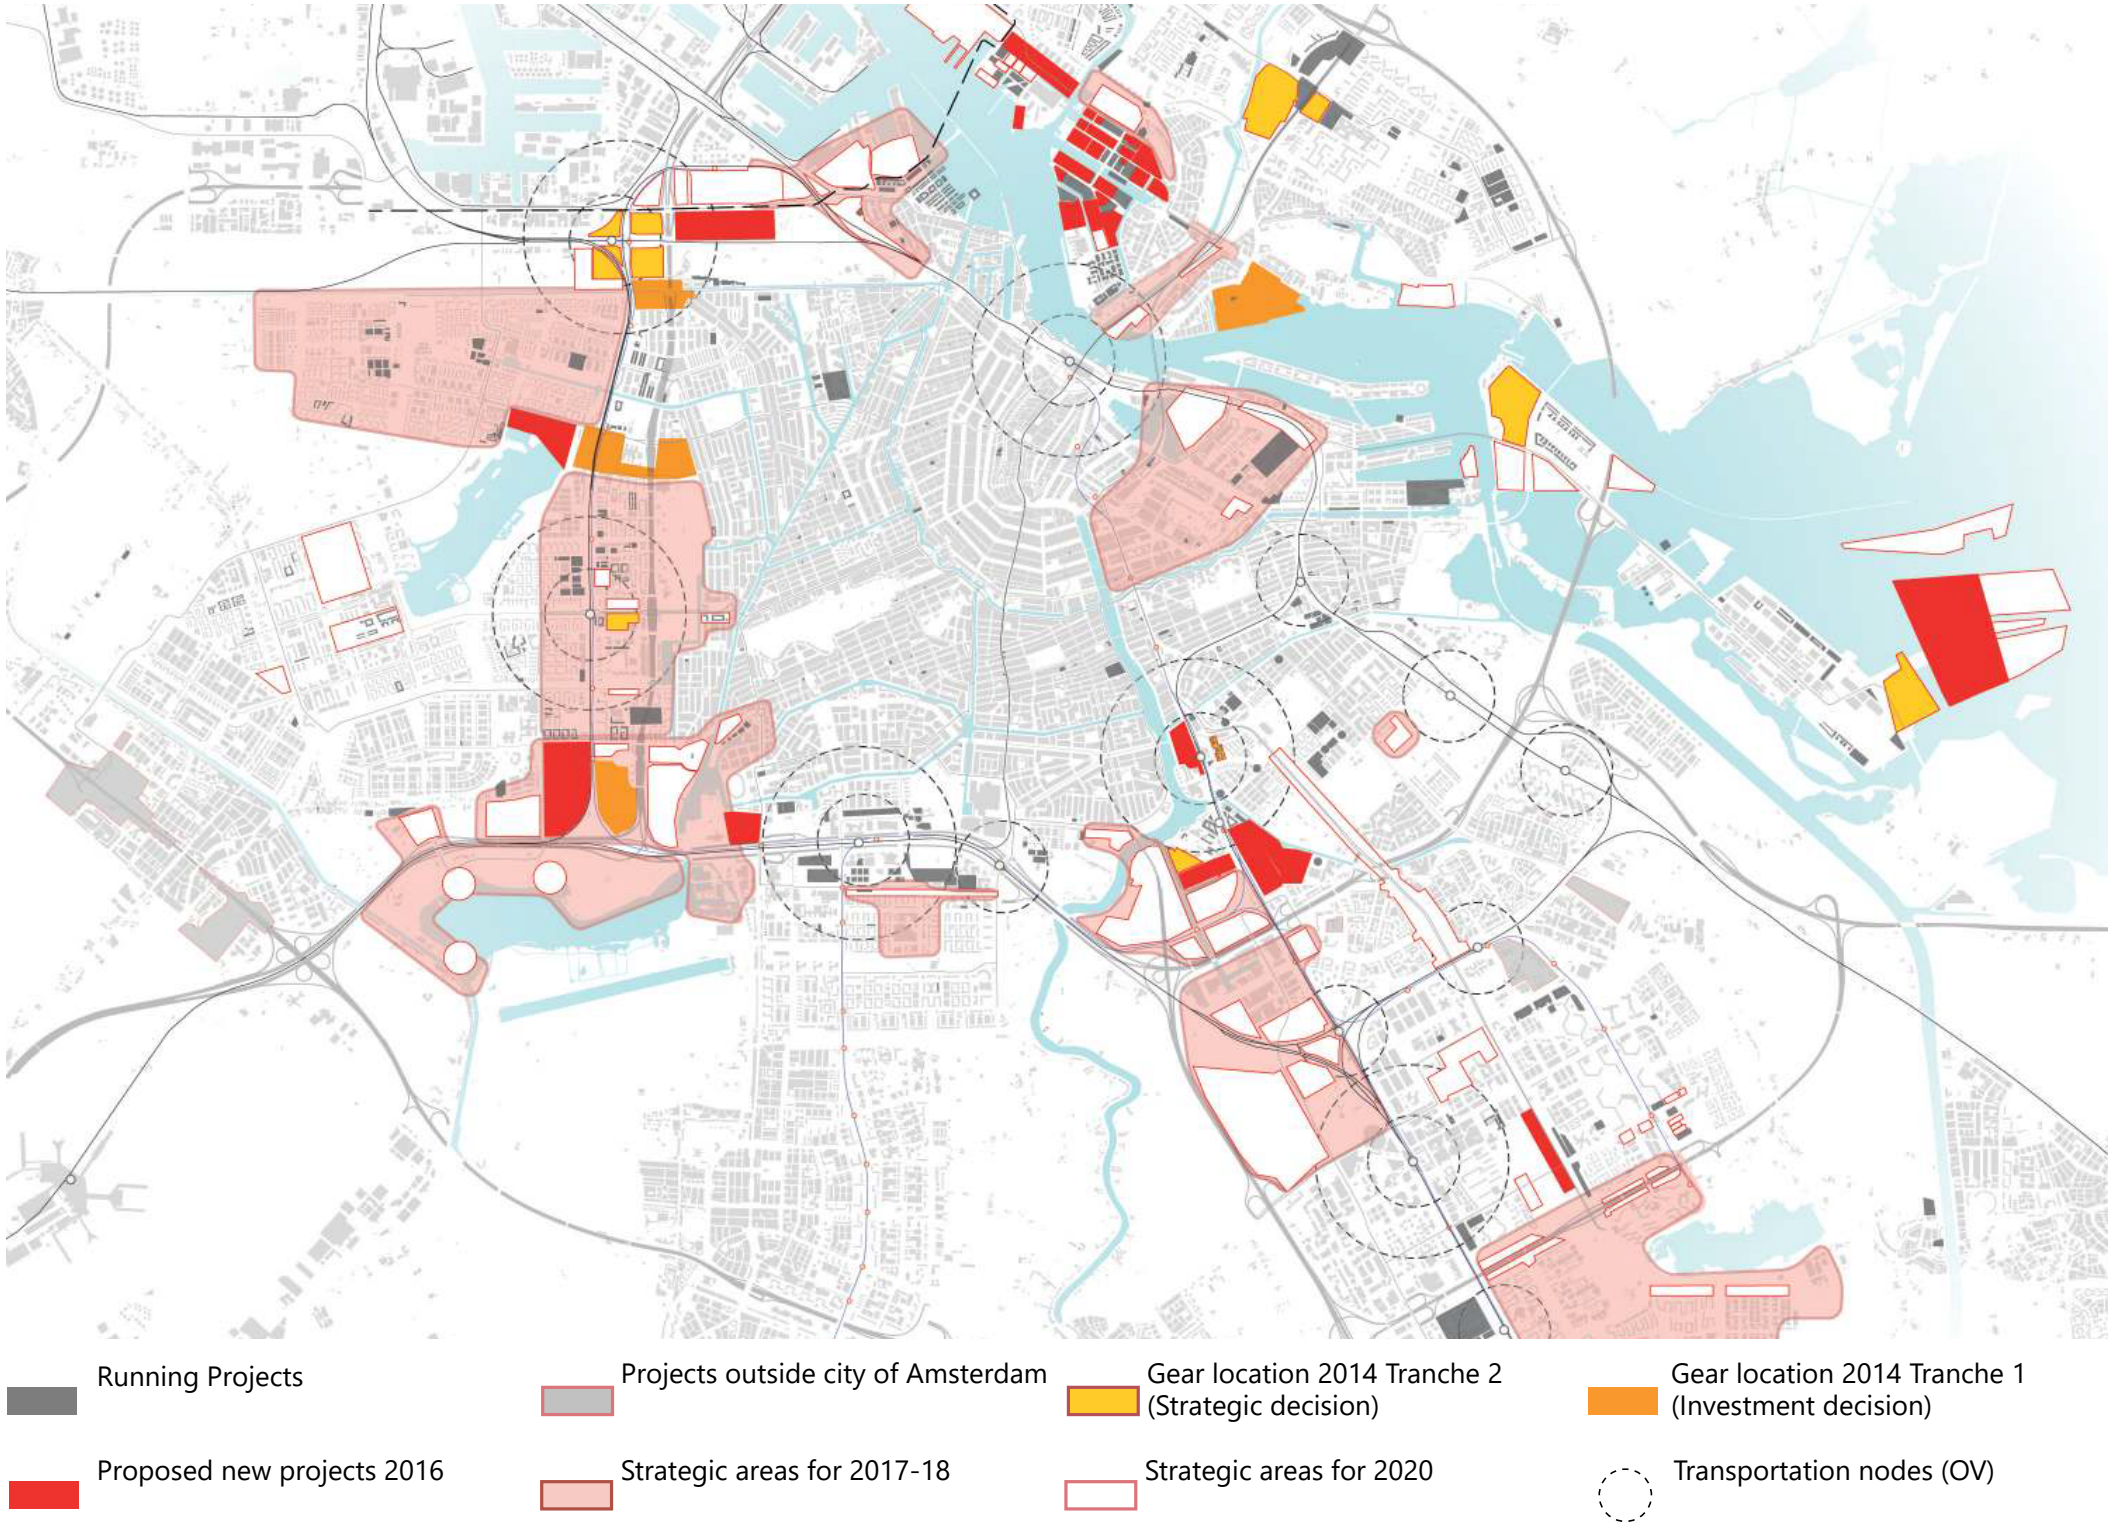 Running Projects
Projects outside city of Amsterdam
Gear location 2014 Tranche 2
(Strategic decision)
Gear location 2014 Tranche 1
(Investment decision)
Proposed new projects 2016
Strategic areas for 2017-18
Strategic areas for 2020
Transportation nodes (OV)